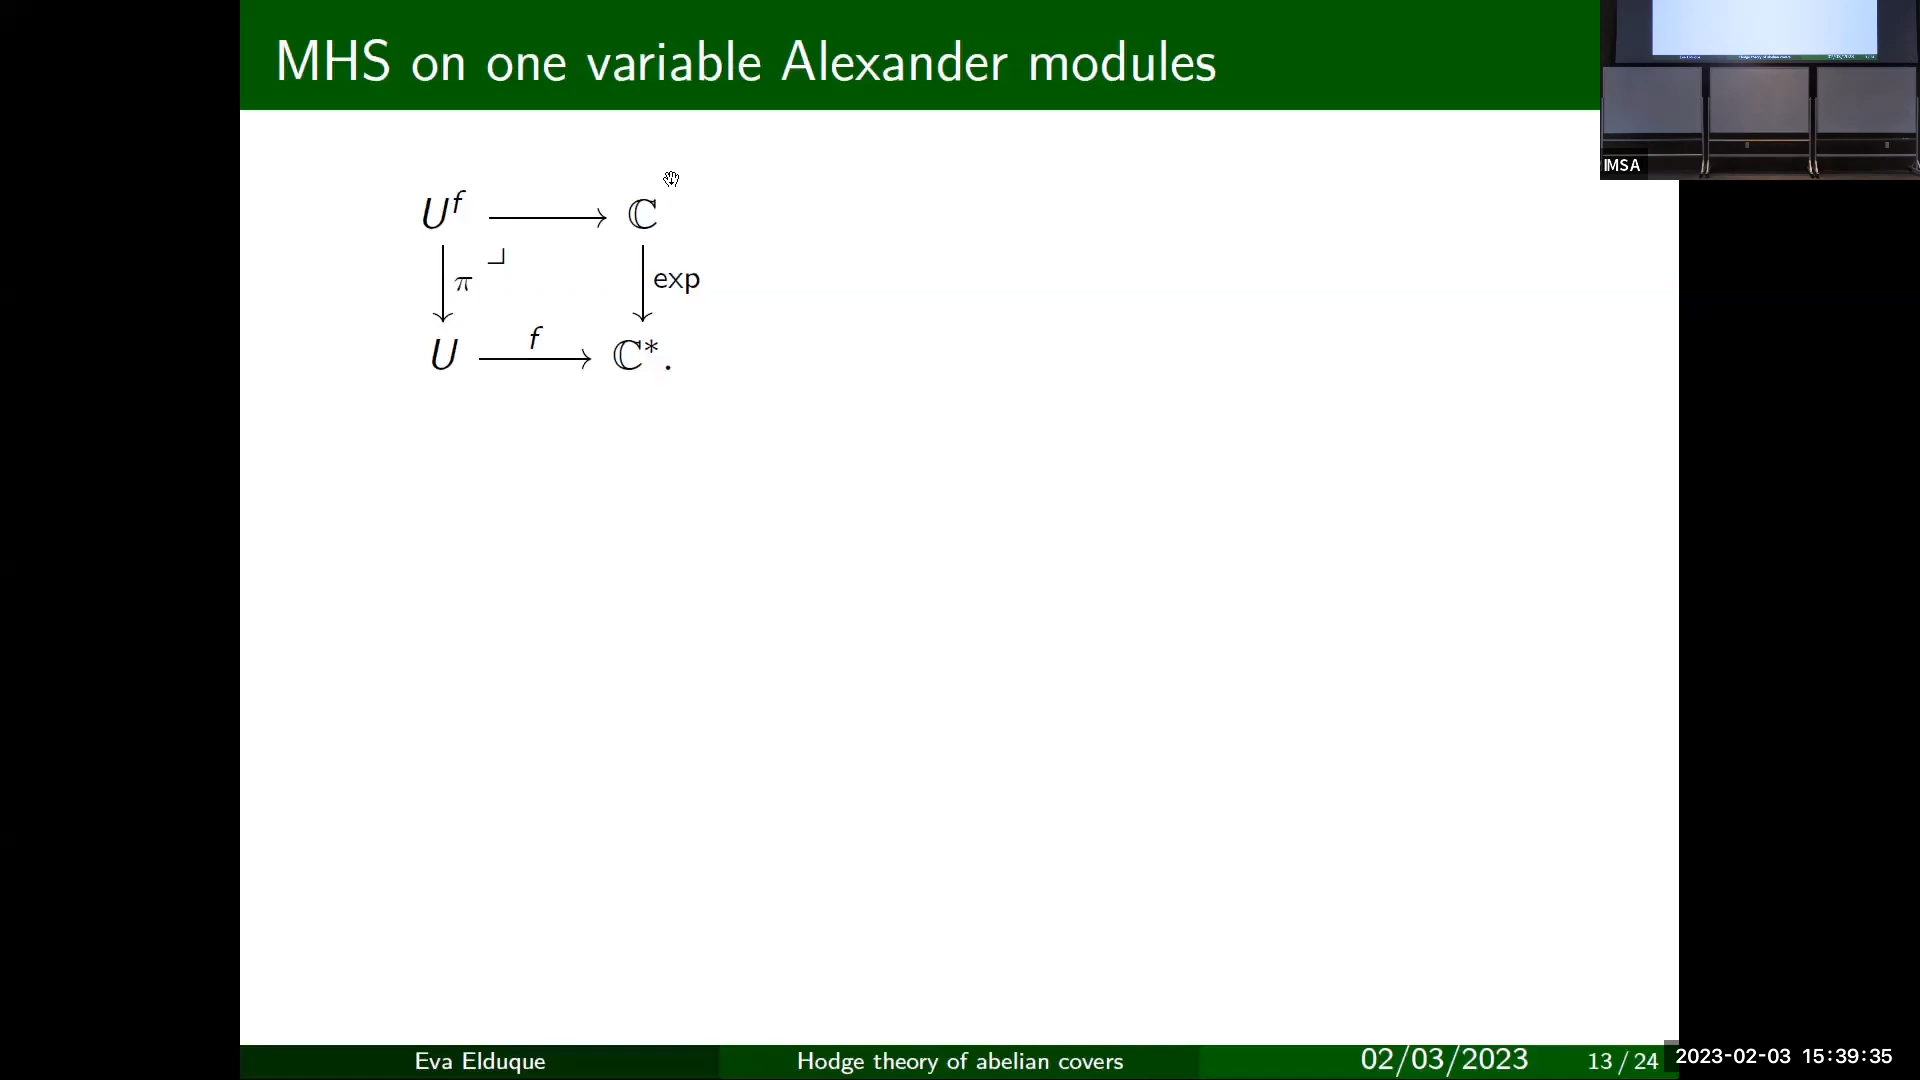 MHS on one variable Alexander modules
IMSA
U^f ⟶ ℂ
π ⌟ exp
U f ⟶ ℂ*.
Eva Elduque Hodge theory of abelian covers 02/03/2023 13 / 24
2023-02-03 15:39:35